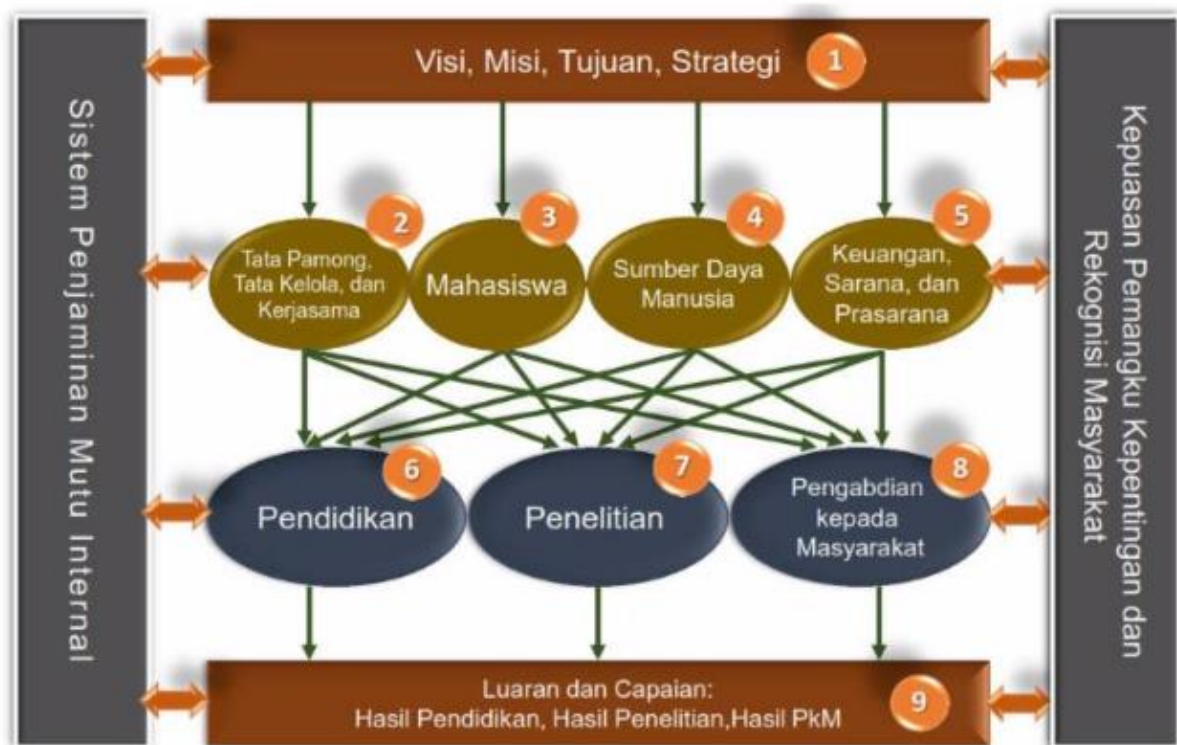 Sistem Penjaminan Mutu Internal
Visi, Misi, Tujuan, Strategi
1
2
Tata Pamong,
Tata Kelola, dan
Kerjasama
3
Mahasiswa
4
Sumber Daya
Manusia
5
Keuangan,
Sarana, dan
Prasarana
6
Pendidikan
7
Penelitian
8
Pengabdian
kepada
Masyarakat
Luaran dan Capaian:
Hasil Pendidikan, Hasil Penelitian,Hasil PkM
9
Kepuasan Pemangku Kepentingan dan
Rekognisi Masyarakat